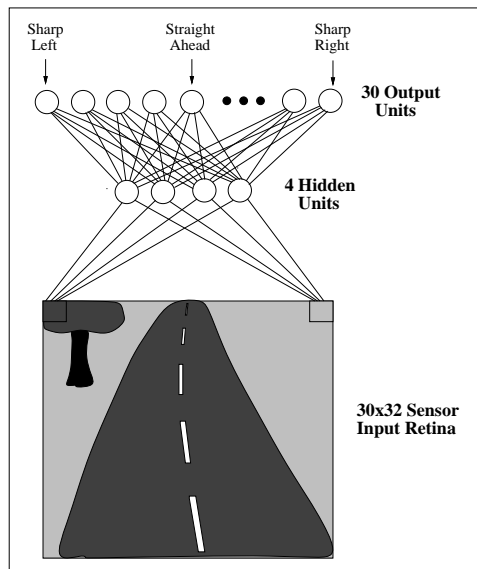 Sharp Left
Straight Ahead
Sharp Right
30 Output
Units
4 Hidden
Units
30x32 Sensor
Input Retina